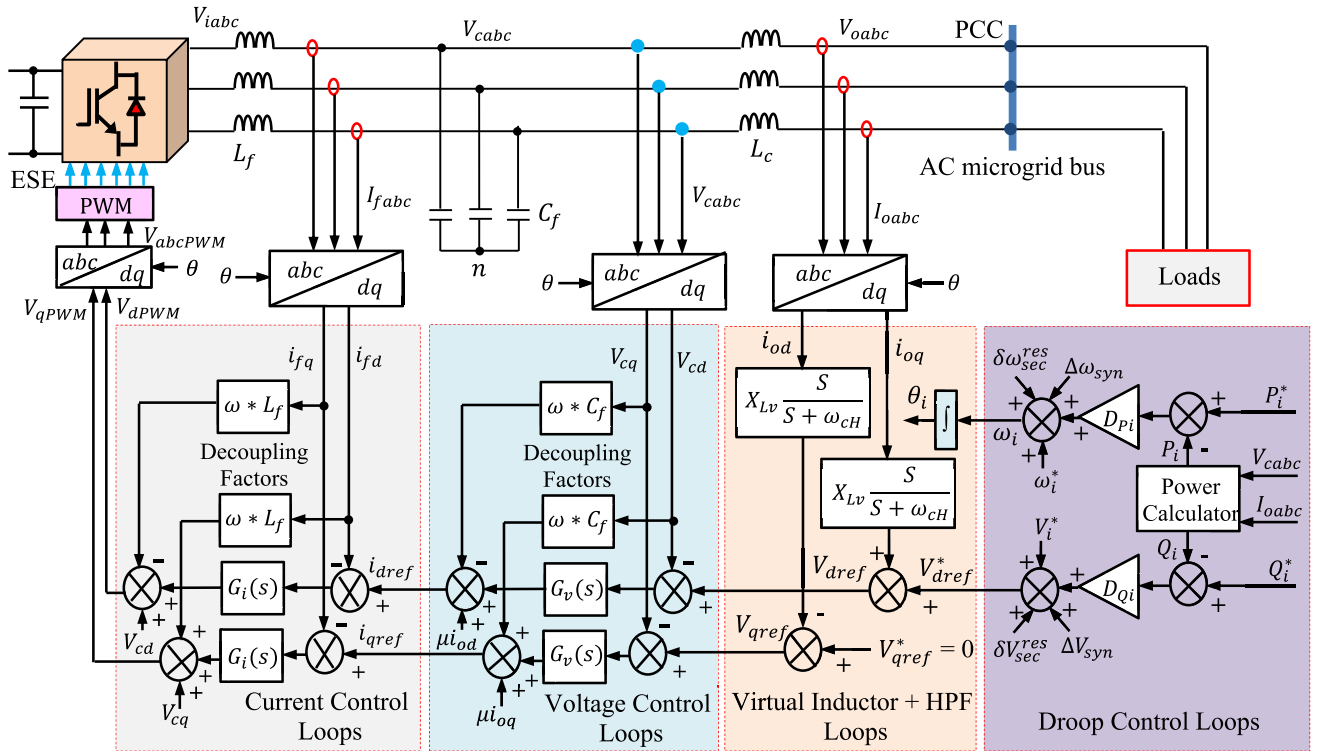 V_iabc
V_cabc
V_oabc
PCC
L_f
L_c
AC microgrid bus
ESE
PWM
I_fabc
C_f
V_cabc
I_oabc
V_abcPWM
n
abc
dq
θ
θ
abc
dq
θ
abc
dq
abc
dq
θ
Loads
V_qPWM
V_dPWM
i_fq
i_fd
V_cq
V_cd
i_od
i_oq
δω_sec^res
Δω_syn
P_i^*
ω * L_f
ω * C_f
X_Lv S / S + ω_cH
θ_i
∫
ω_i
+
+
+
+
D_Pi
+
P_i
-
ω_i^*
V_cabc
Decoupling
Factors
Decoupling
Factors
X_Lv S / S + ω_cH
Power
Calculator
I_oabc
ω * L_f
ω * C_f
V_i^*
Q_i
-
Q_i^*
-
+
+
G_i(s)
-
+
i_dref
-
+
+
G_v(s)
-
+
V_dref
+
+
V_dref^*
+
+
+
+
D_Qi
+
V_cd
-
+
+
+
G_i(s)
-
+
i_qref
μi_od
-
+
+
+
G_v(s)
-
+
V_qref
-
+
V_qref^* = 0
δV_sec^res
ΔV_syn
V_cq
μi_oq
Current Control
Loops
Voltage Control
Loops
Virtual Inductor + HPF
Loops
Droop Control Loops